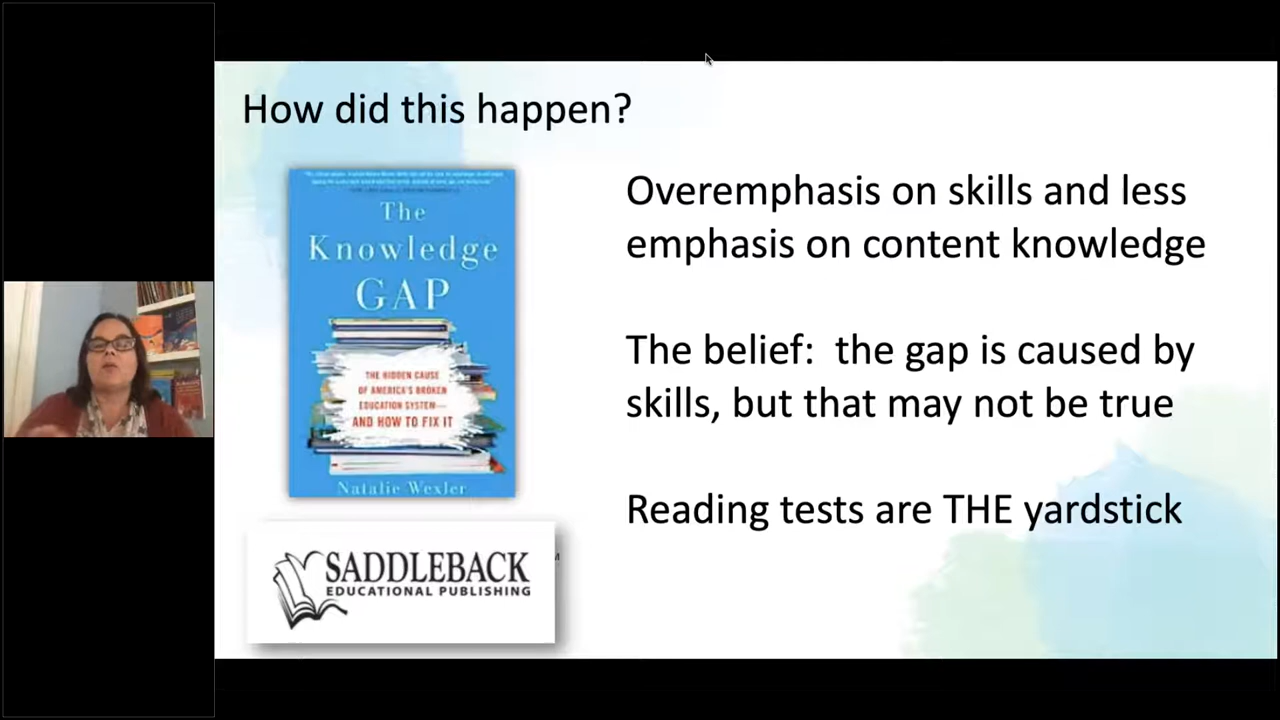 How did this happen?
The
Knowledge
GAP
THE HIDDEN CAUSE
OF AMERICA'S BROKEN
EDUCATION SYSTEM—
AND HOW TO FIX IT
Natalie Wexler
SADDLEBACK
EDUCATIONAL PUBLISHING
M
Overemphasis on skills and less
emphasis on content knowledge
The belief:  the gap is caused by
skills, but that may not be true
Reading tests are THE yardstick